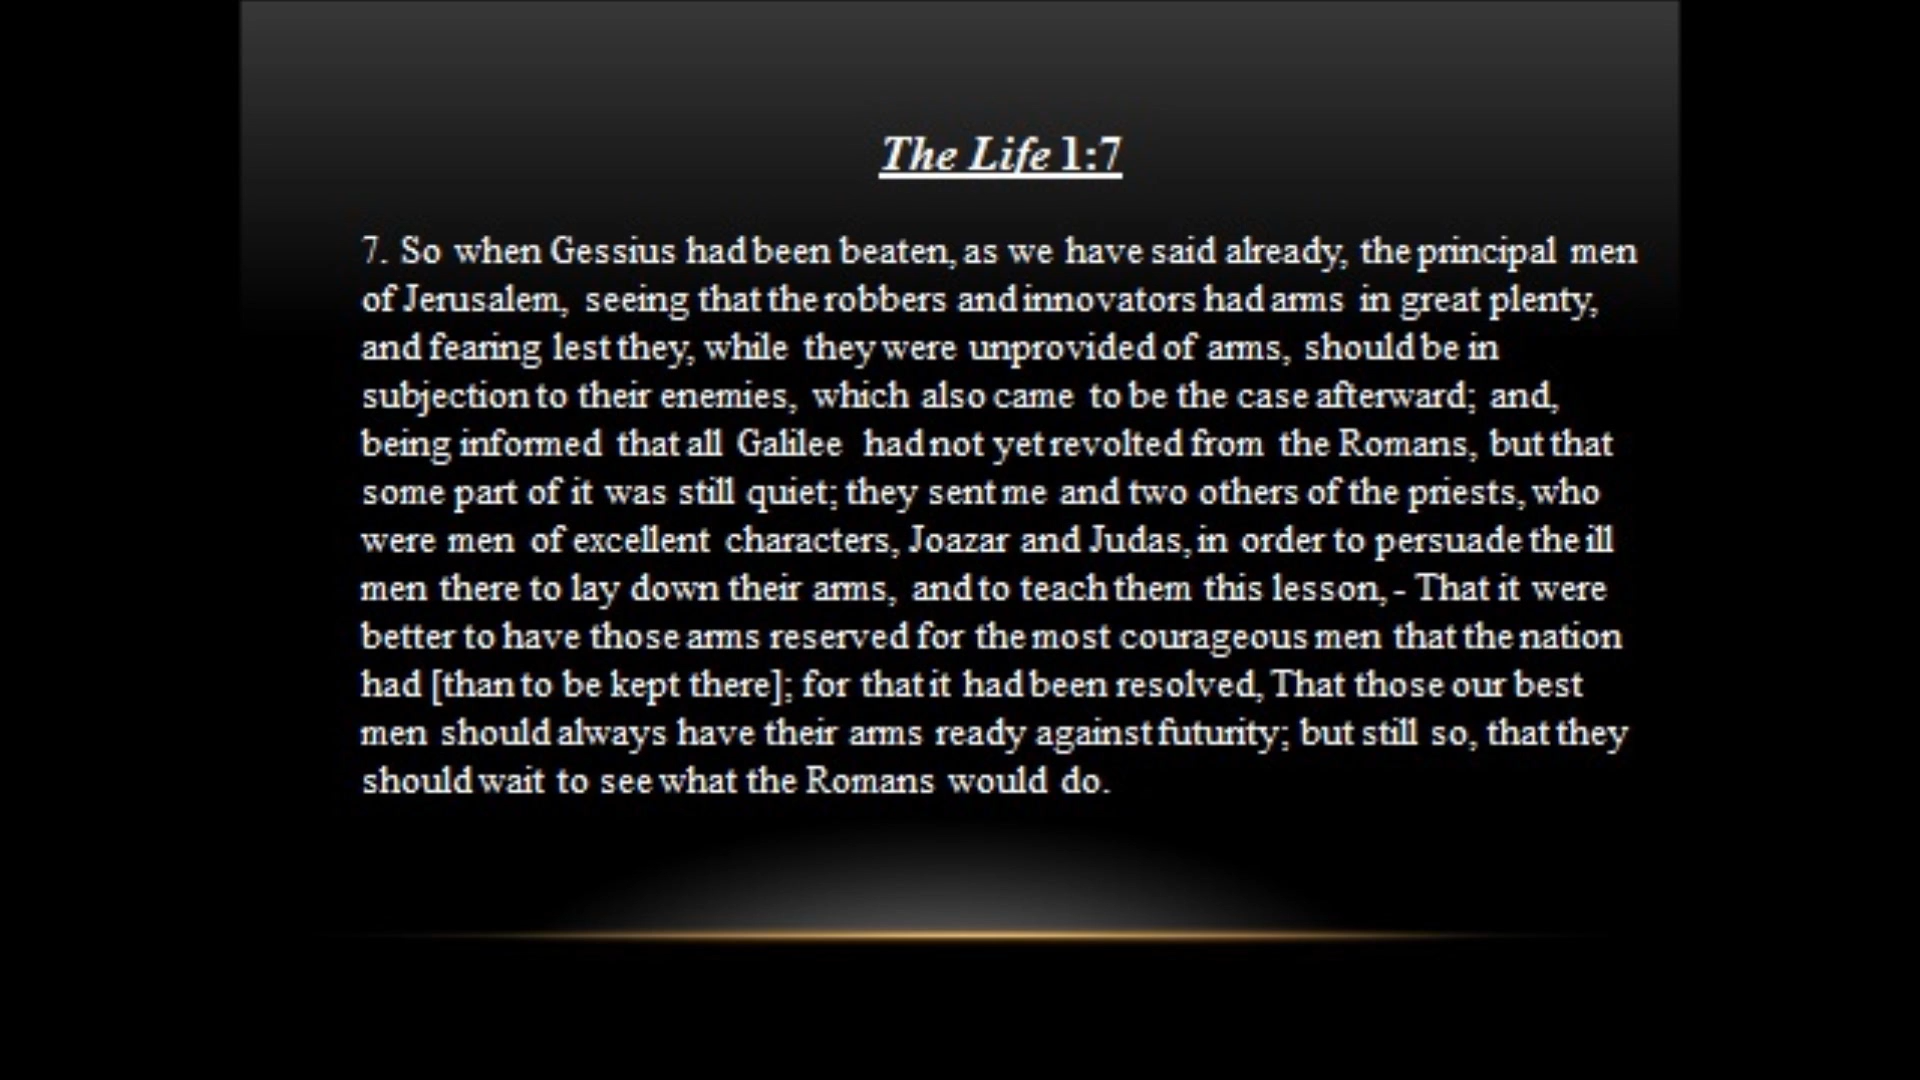 The Life 1:7
7. So when Gessius had been beaten, as we have said already, the principal men
of Jerusalem, seeing that the robbers and innovators had arms in great plenty,
and fearing lest they, while they were unprovided of arms, should be in
subjection to their enemies, which also came to be the case afterward; and,
being informed that all Galilee had not yet revolted from the Romans, but that
some part of it was still quiet; they sent me and two others of the priests, who
were men of excellent characters, Joazar and Judas, in order to persuade the ill
men there to lay down their arms, and to teach them this lesson, - That it were
better to have those arms reserved for the most courageous men that the nation
had [than to be kept there]; for that it had been resolved, That those our best
men should always have their arms ready against futurity; but still so, that they
should wait to see what the Romans would do.